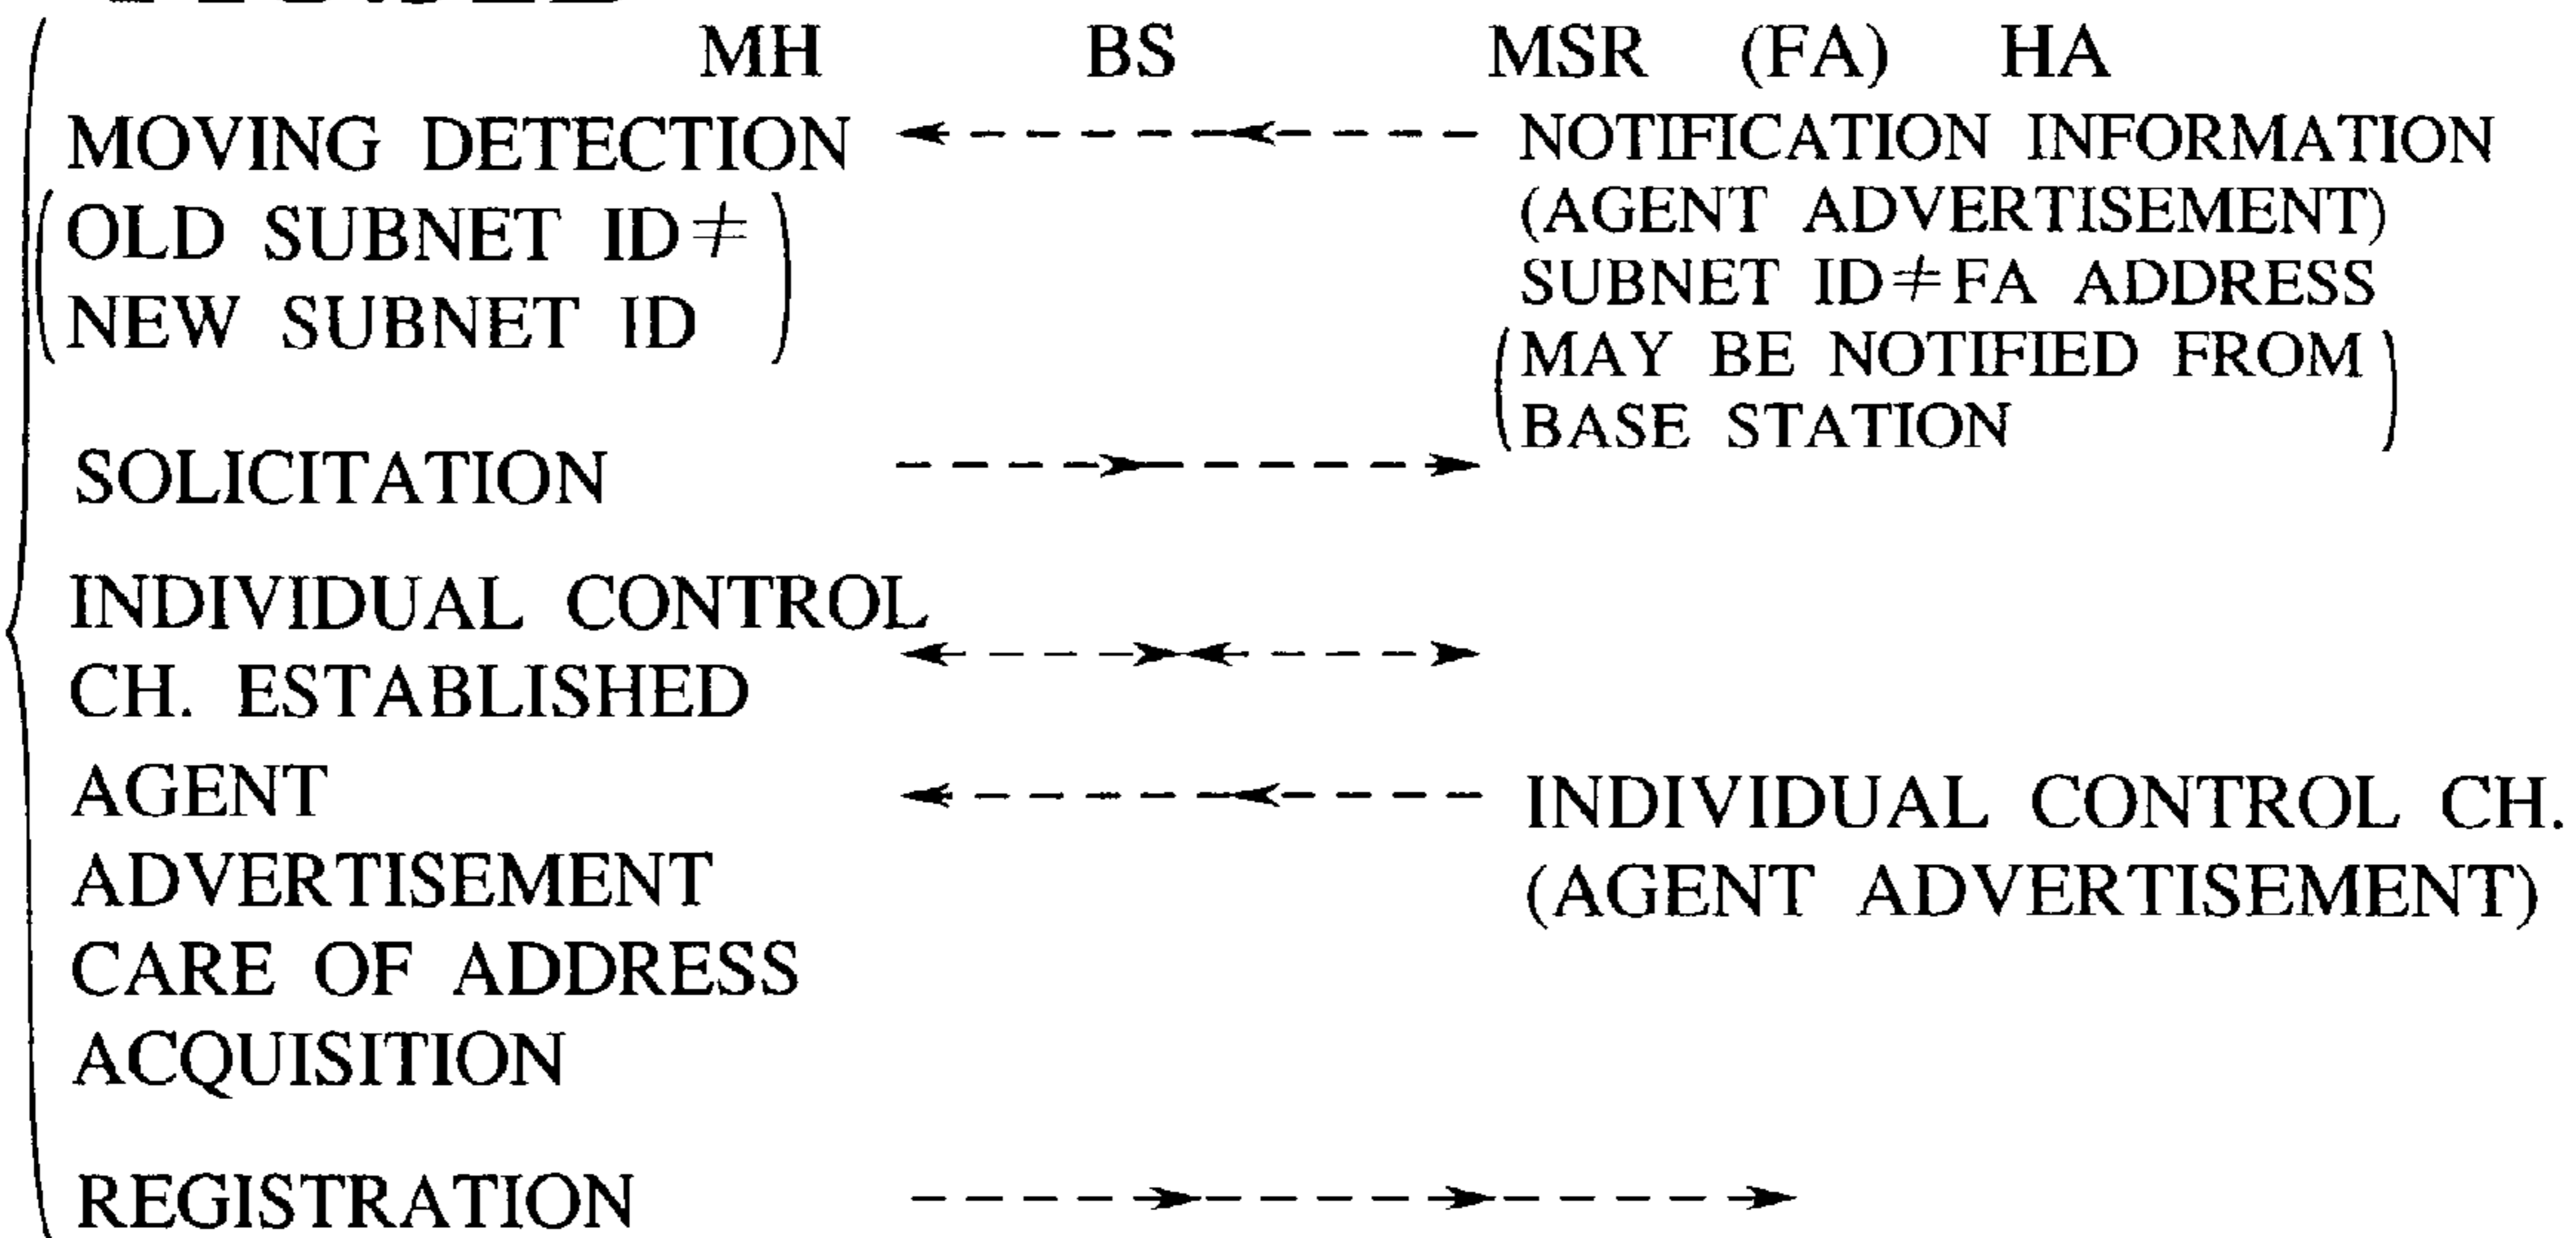 MH BS MSR (FA) HA
MOVING DETECTION
(OLD SUBNET ID≠
NEW SUBNET ID)
NOTIFICATION INFORMATION
(AGENT ADVERTISEMENT)
SUBNET ID≠FA ADDRESS
(MAY BE NOTIFIED FROM
BASE STATION)
SOLICITATION
INDIVIDUAL CONTROL
CH. ESTABLISHED
AGENT
ADVERTISEMENT
CARE OF ADDRESS
ACQUISITION
INDIVIDUAL CONTROL CH.
(AGENT ADVERTISEMENT)
REGISTRATION